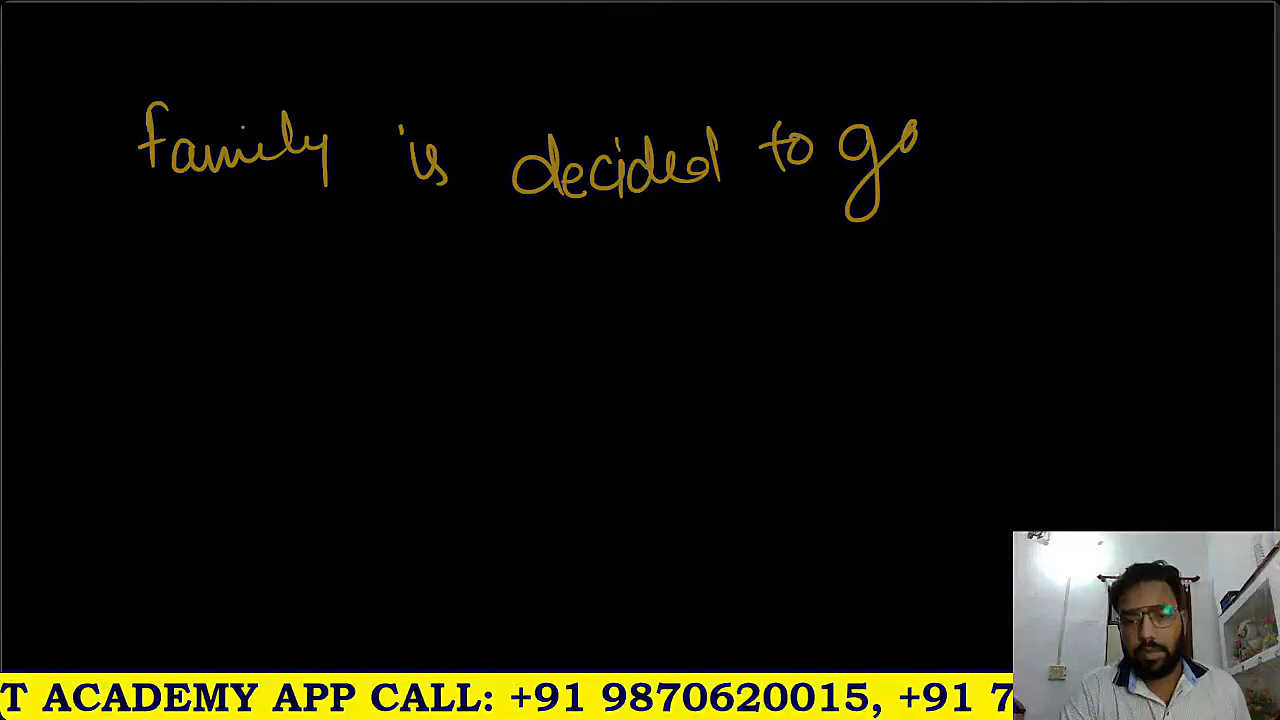 family is decided to go
T ACADEMY APP CALL: +91 9870620015, +91 7